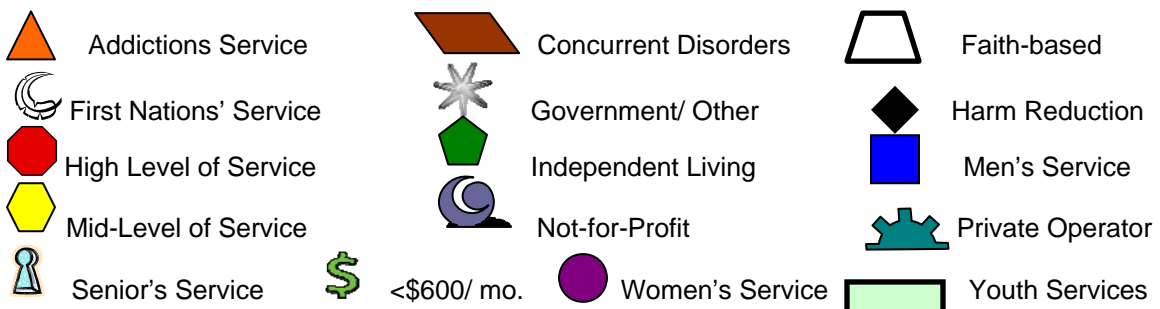 Addictions Service Concurrent Disorders Faith-based
First Nations' Service Government/ Other Harm Reduction
High Level of Service Independent Living Men's Service
Mid-Level of Service Not-for-Profit Private Operator
Senior's Service $ <$600/ mo. Women's Service Youth Services